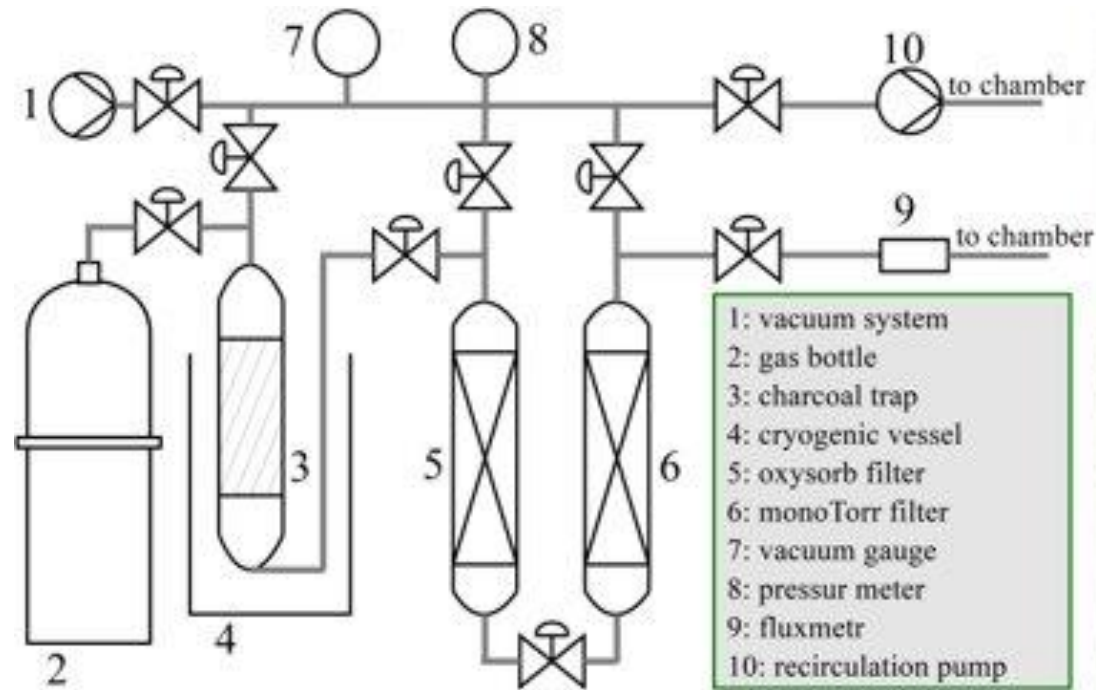 7
8
10
1
to chamber
9
to chamber
1: vacuum system
2: gas bottle
3: charcoal trap
4: cryogenic vessel
5: oxysorb filter
6: monoTorr filter
7: vacuum gauge
8: pressur meter
9: fluxmetr
10: recirculation pump
3
5
6
4
2